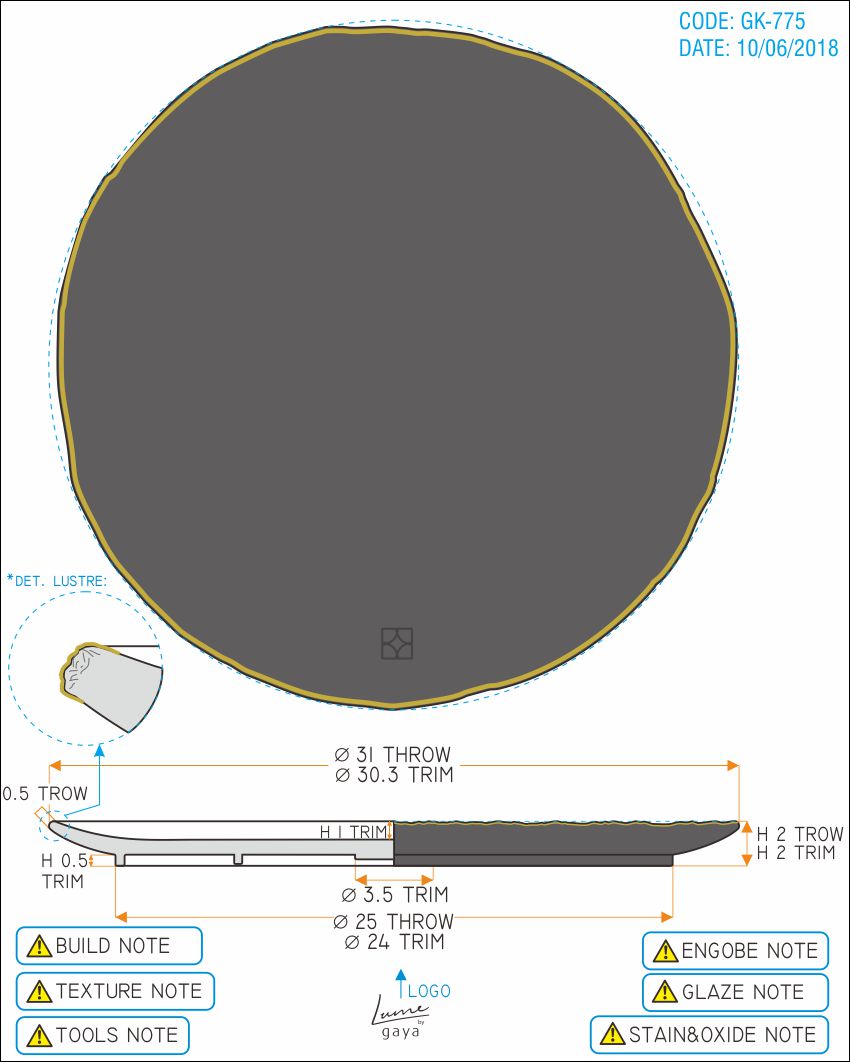 CODE: GK-775
DATE: 10/06/2018
*DET. LUSTRE:
Ø 31 THROW
Ø 30.3 TRIM
0.5 TROW
H 1 TRIM
H 2 TROW
H 2 TRIM
H 0.5
TRIM
Ø 3.5 TRIM
Ø 25 THROW
Ø 24 TRIM
BUILD NOTE
ENGOBE NOTE
TEXTURE NOTE
LOGO
GLAZE NOTE
Lume
by
gaya
TOOLS NOTE
STAIN&OXIDE NOTE